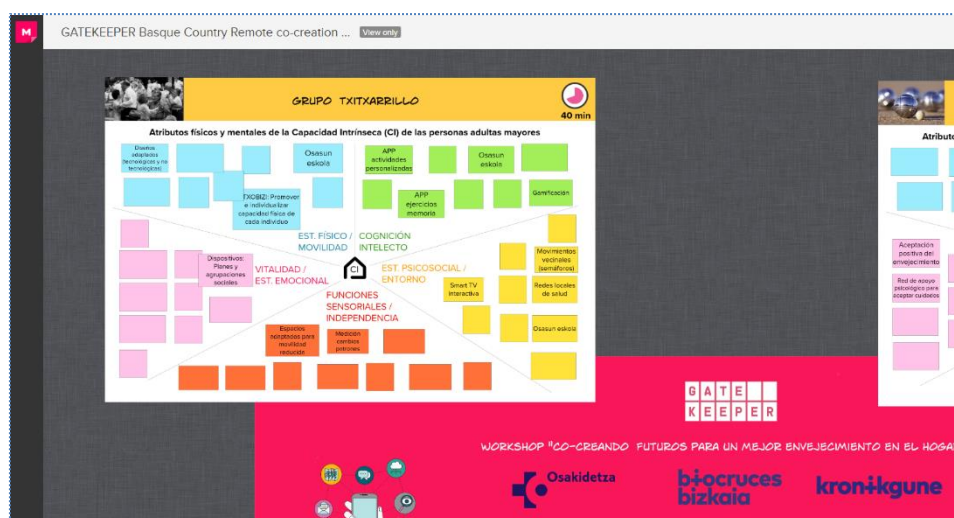 M
GATEKEEPER Basque Country Remote co-creation ... View only
GRUPO TXITXARRILLO
40 min
Atributos físicos y mentales de la Capacidad Intrínseca (CI) de las personas adultas mayores
Diseños
adaptados
(tecnológicos y no
tecnológicos)
Osasun
eskola
TXOBIZI: Promover
e individualizar
capacidad física de
cada individuo
APP
actividades
personalizadas
Osasun
eskola
APP
ejercicios
memoria
Gamificación
EST. FÍSICO /
MOVILIDAD
COGNICIÓN
INTELECTO
Dispositivos:
Planes y
agrupaciones
sociales
VITALIDAD /
EST. EMOCIONAL
CI
EST. PSICOSOCIAL /
ENTORNO
Movimientos
vecinales
(semáforos)
Smart TV
interactiva
Redes locales
de salud
Osasun eskola
FUNCIONES
SENSORIALES /
INDEPENDENCIA
Espacios
adaptados para
movilidad
reducida
Medición
cambios
patrones
Atributo
Aceptación
positiva del
envejecimiento
Red de apoyo
psicológico para
aceptar cuidados
GATE
KEEPER
WORKSHOP "CO-CREANDO FUTUROS PARA UN MEJOR ENVEJECIMIENTO EN EL HOGA
Osakidetza
biocruces
bizkaia
kronikgune